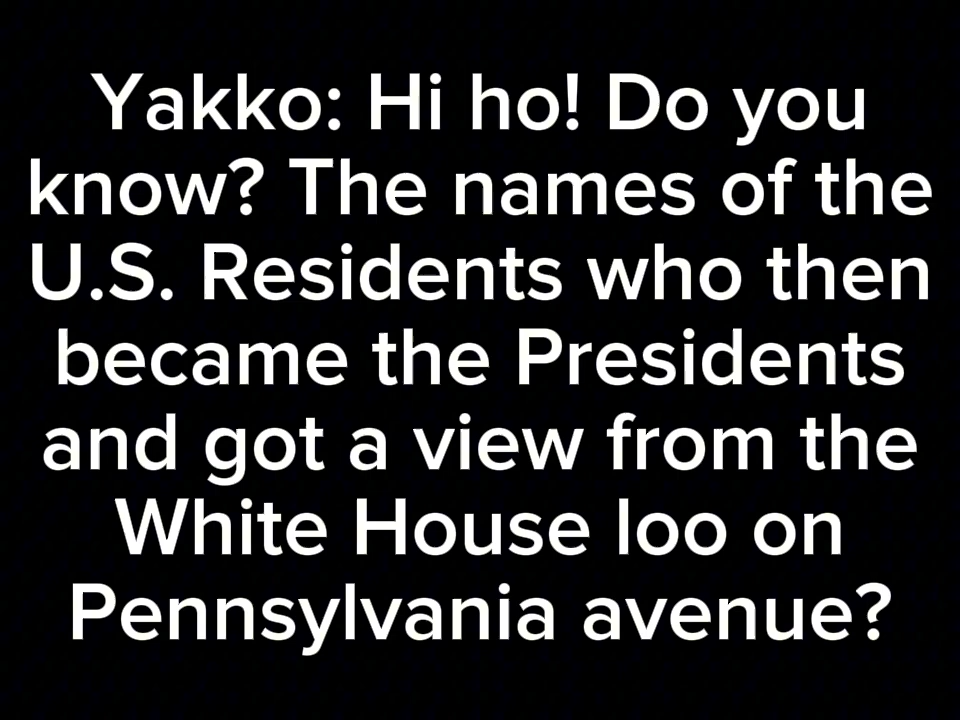 Yakko: Hi ho! Do you
know? The names of the
U.S. Residents who then
became the Presidents
and got a view from the
White House loo on
Pennsylvania avenue?